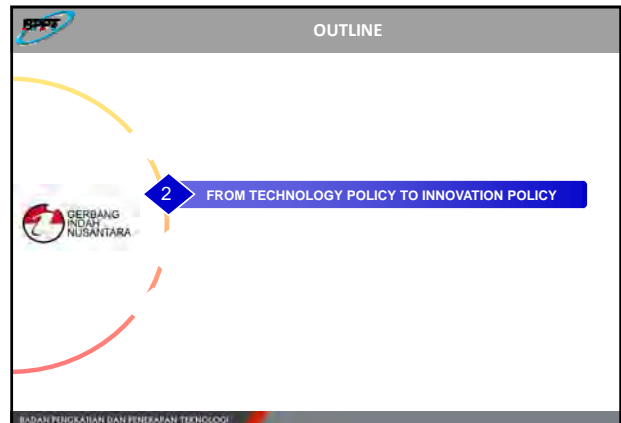 BPPT
OUTLINE
2
FROM TECHNOLOGY POLICY TO INNOVATION POLICY
GERBANG
INDAH
NUSANTARA
BADAN PENGKAJIAN DAN PENERAPAN TEKNOLOGI